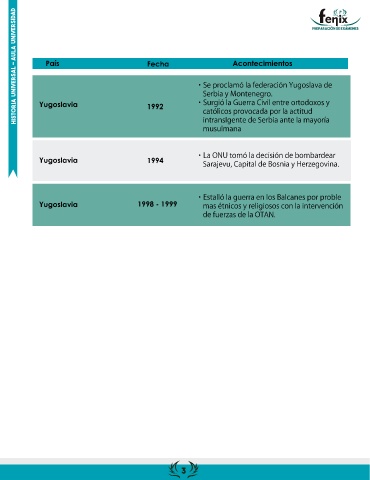 HISTORIA UNIVERSAL - AULA UNIVERSIDAD
fenix
PREPARACIÓN DE EXÁMENES
País Fecha Acontecimientos
Yugoslavia 1992
• Se proclamó la federación Yugoslava de
Serbia y Montenegro.
• Surgió la Guerra Civil entre ortodoxos y
católicos provocada por la actitud
intransigente de Serbia ante la mayoría
musulmana
Yugoslavia 1994
• La ONU tomó la decisión de bombardear
Sarajevu, Capital de Bosnia y Herzegovina.
Yugoslavia 1998 - 1999
• Estalló la guerra en los Balcanes por proble
mas étnicos y religiosos con la intervención
de fuerzas de la OTAN.
3